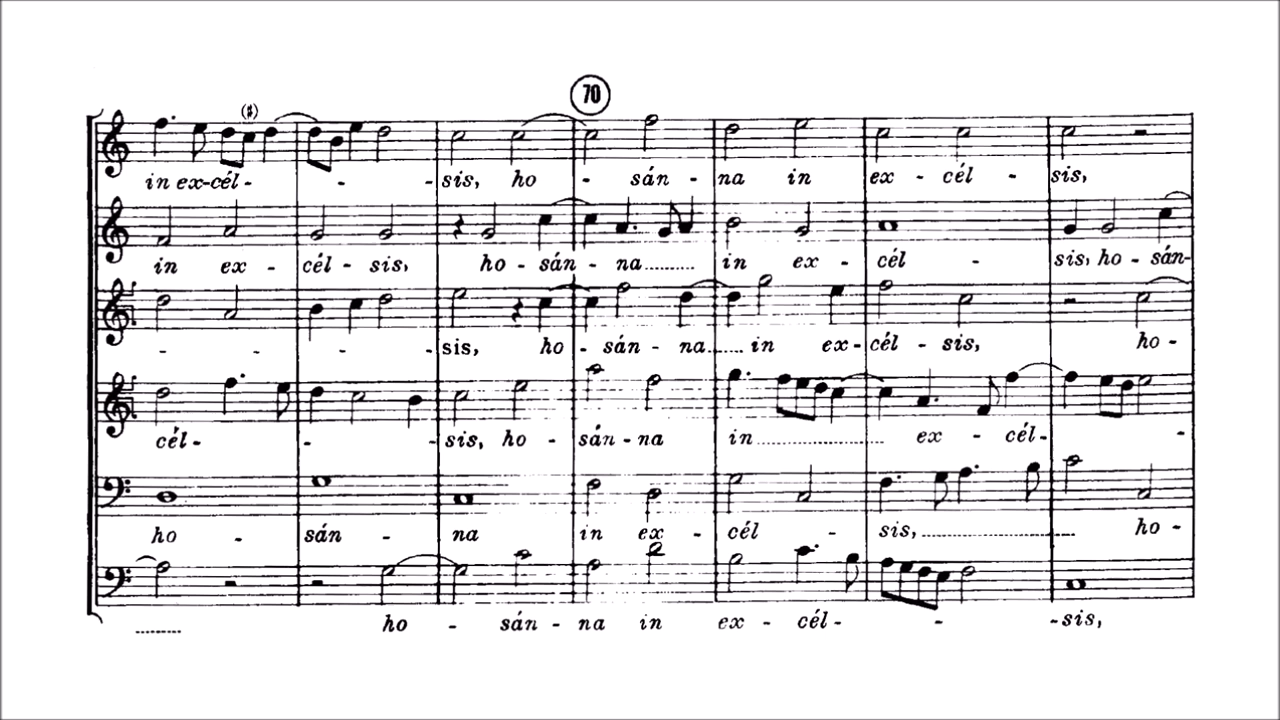 70
(♯)
in ex-cél- - - -sis, ho - sán - na in ex - cél - sis,
in ex - cél - sis, ho - sán - na.......... in ex - cél - sis, ho - sán-
- - - -sis, ho - sán - na....... in ex - cél - sis, ho -
cél- - -sis, ho - sán - na in........................ ex - cél- -
ho - sán - na in ex - cél - sis,............................. ho -
......... ho - sán - na in ex - cél- - -sis,